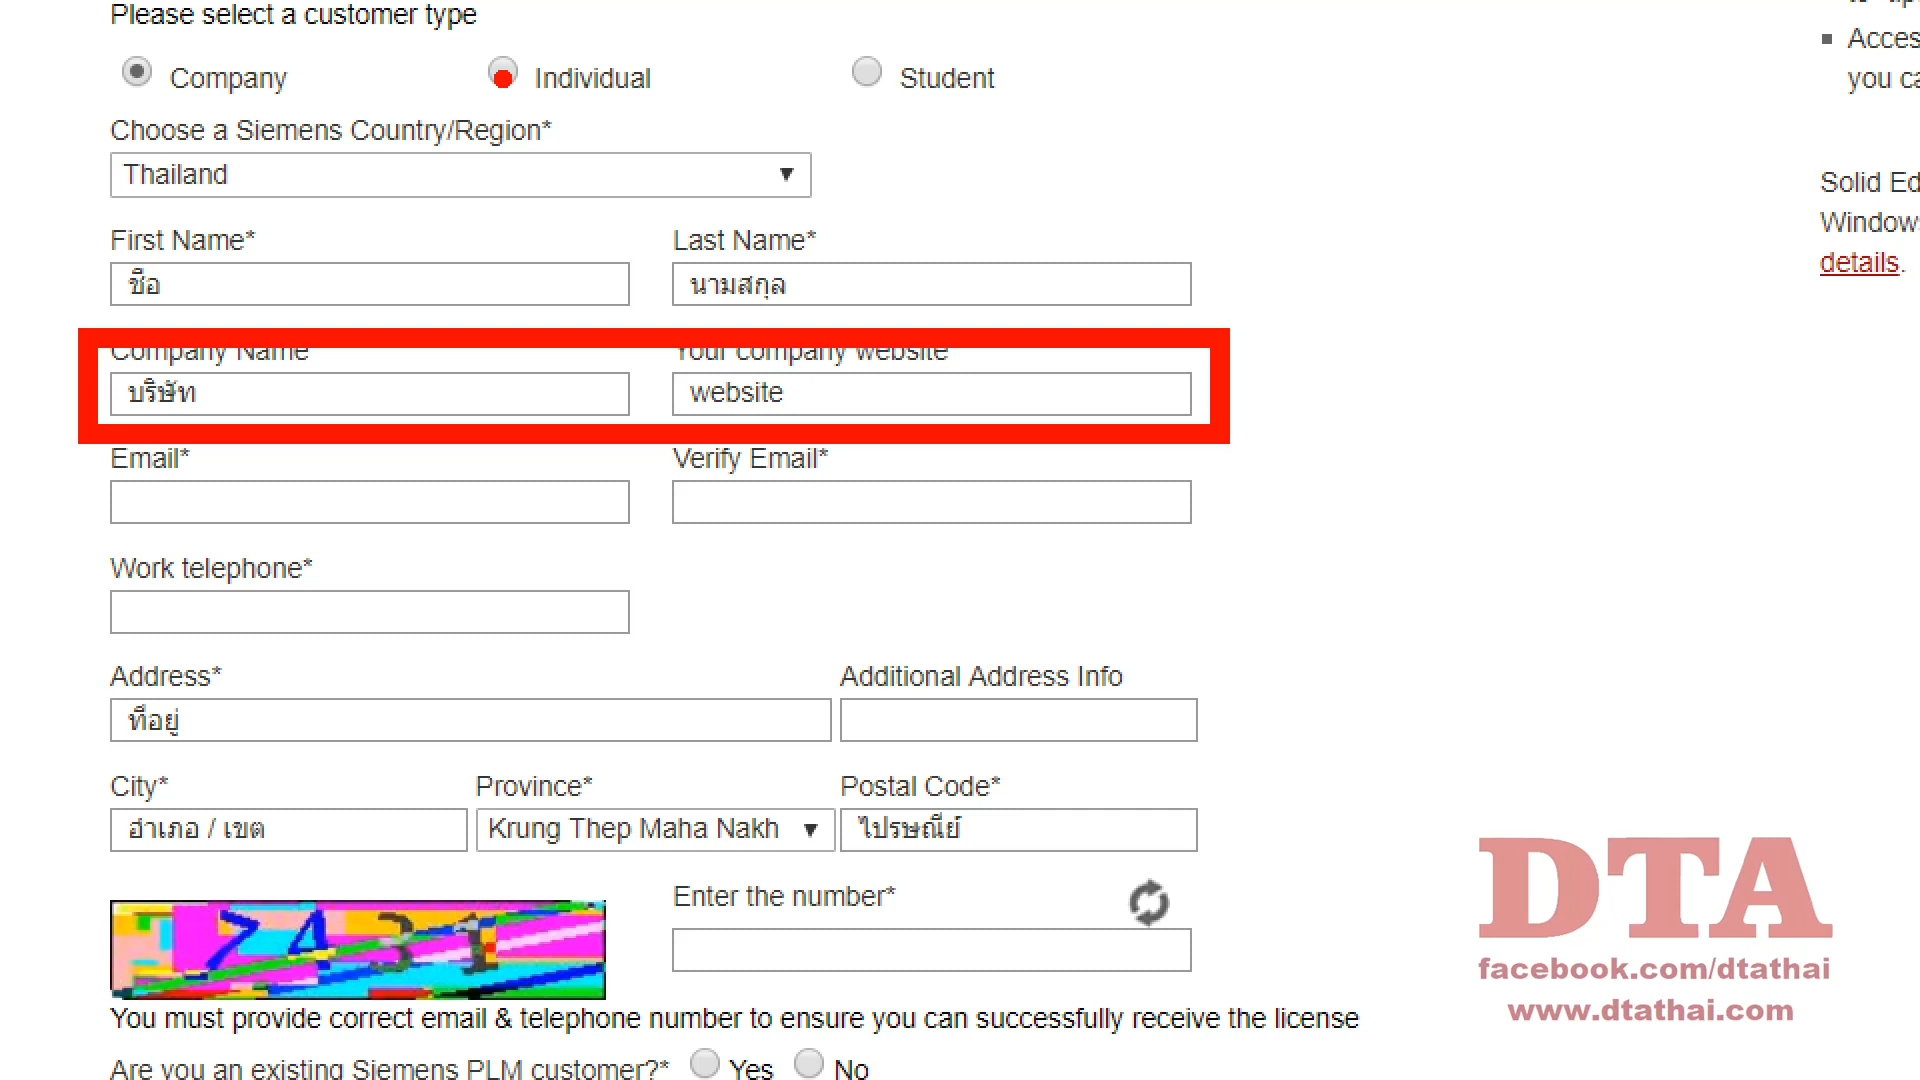 Please select a customer type
Company Individual Student
Choose a Siemens Country/Region*
Thailand
First Name* Last Name*
ชื่อ นามสกุล
Company Name Your company website
บริษัท website
Email* Verify Email*
Work telephone*
Address* Additional Address Info
ที่อยู่
City* Province* Postal Code*
อำเภอ / เขต Krung Thep Maha Nakh ไปรษณีย์
Enter the number*
You must provide correct email & telephone number to ensure you can successfully receive the license
Are you an existing Siemens PLM customer?* Yes No
you
Solid
details.
DTA
facebook.com/dtathai
www.dtathai.com